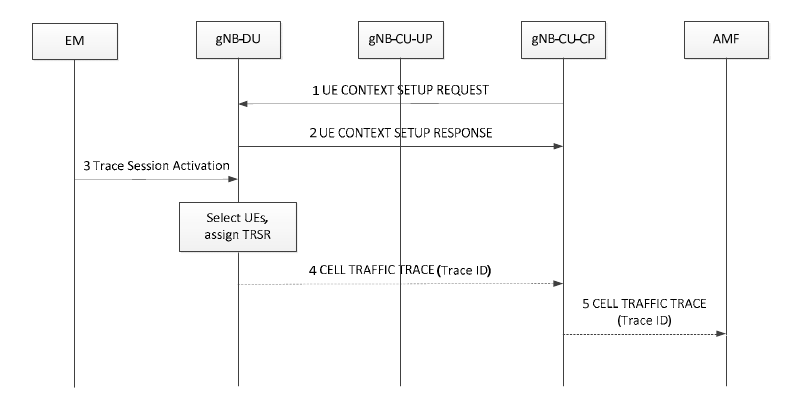 EM
gNB-DU
gNB-CU-UP
gNB-CU-CP
AMF
1 UE CONTEXT SETUP REQUEST
2 UE CONTEXT SETUP RESPONSE
3 Trace Session Activation
Select UEs,
assign TRSR
4 CELL TRAFFIC TRACE (Trace ID)
5 CELL TRAFFIC TRACE
(Trace ID)